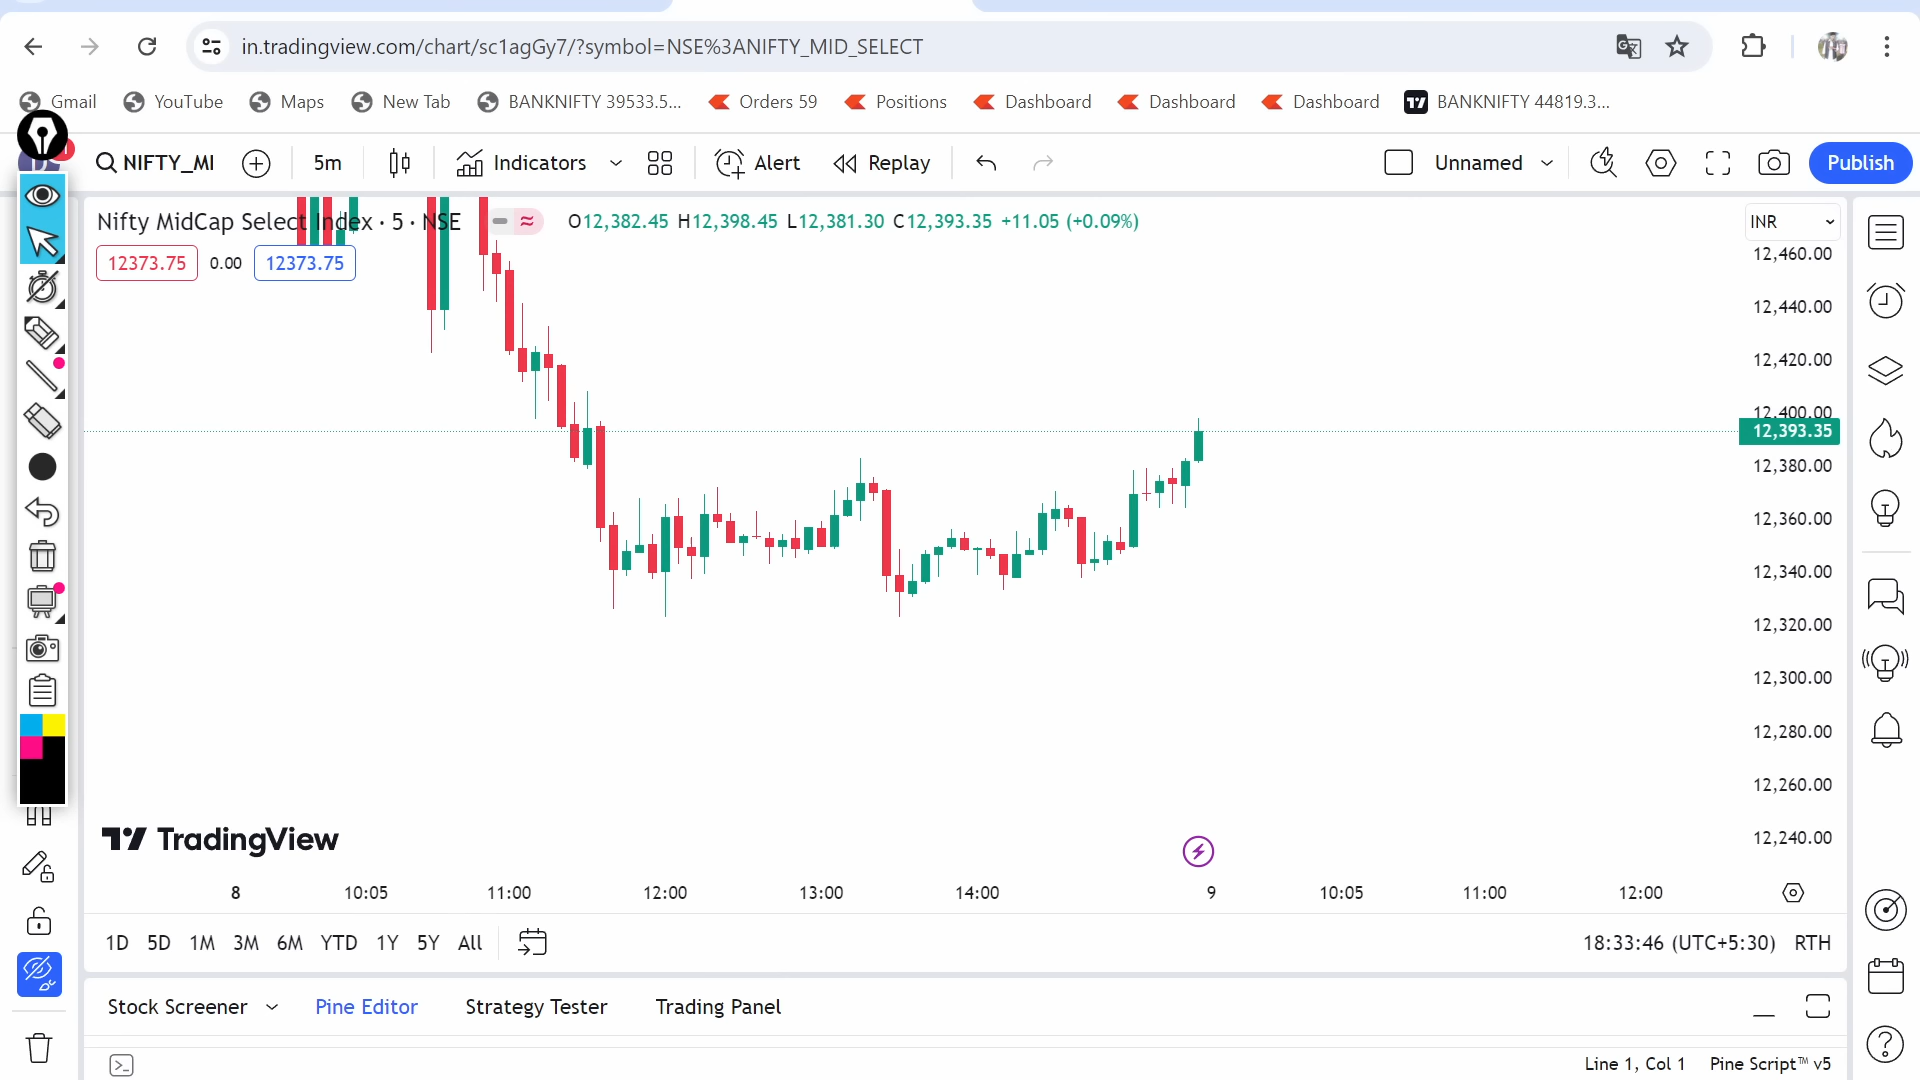 in.tradingview.com/chart/sc1agGy7/?symbol=NSE%3ANIFTY_MID_SELECT
Gmail YouTube Maps New Tab BANKNIFTY 39533.5... Orders 59 Positions Dashboard Dashboard Dashboard BANKNIFTY 44819.3...
NIFTY_MI 5m Indicators Alert Replay Unnamed Publish
Nifty MidCap Select Index · 5 · NSE O12,382.45 H12,398.45 L12,381.30 C12,393.35 +11.05 (+0.09%) INR
12373.75 0.00 12373.75
12,460.00
12,440.00
12,420.00
12,400.00
12,393.35
12,380.00
12,360.00
12,340.00
12,320.00
12,300.00
12,280.00
12,260.00
12,240.00
TradingView
8 10:05 11:00 12:00 13:00 14:00 9 10:05 11:00 12:00
1D 5D 1M 3M 6M YTD 1Y 5Y All 18:33:46 (UTC+5:30) RTH
Stock Screener Pine Editor Strategy Tester Trading Panel
Line 1, Col 1 Pine Script™ v5